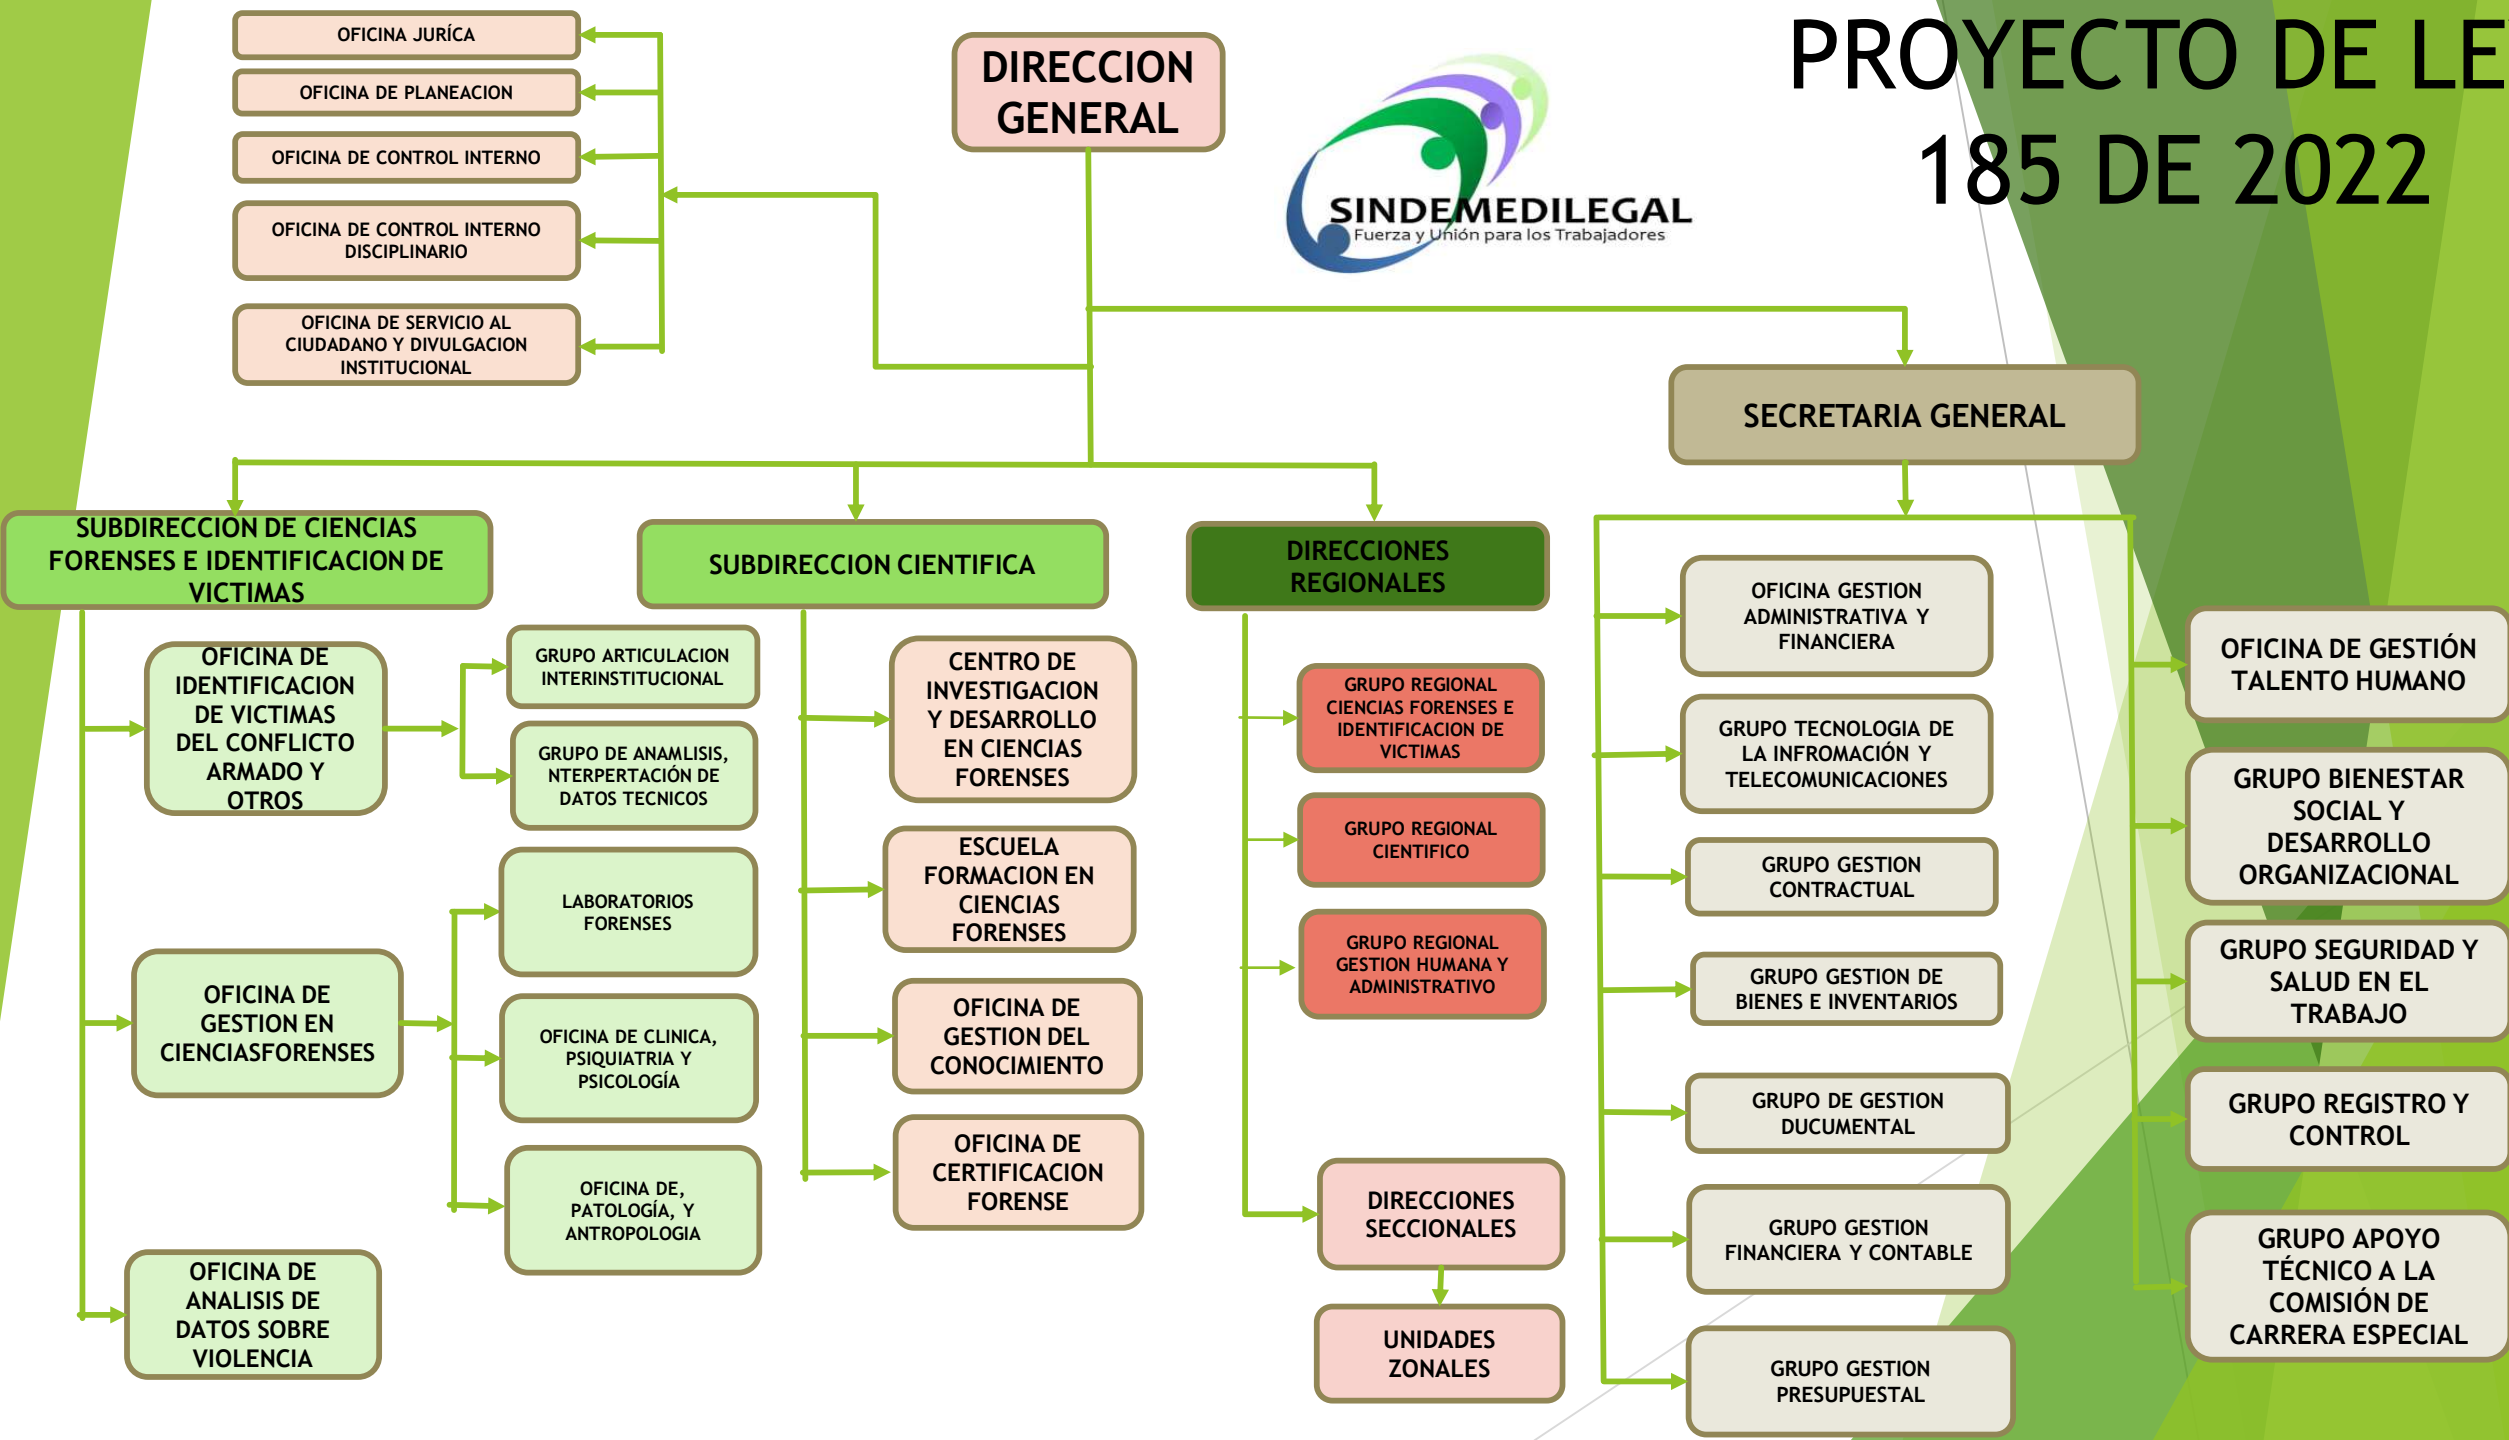 PROYECTO DE LE
185 DE 2022
DIRECCION
GENERAL
SINDEMEDILEGAL
Fuerza y Unión para los Trabajadores
OFICINA JURÍCA
OFICINA DE PLANEACION
OFICINA DE CONTROL INTERNO
OFICINA DE CONTROL INTERNO
DISCIPLINARIO
OFICINA DE SERVICIO AL
CIUDADANO Y DIVULGACION
INSTITUCIONAL
SECRETARIA GENERAL
SUBDIRECCION DE CIENCIAS
FORENSES E IDENTIFICACION DE
VICTIMAS
OFICINA DE
IDENTIFICACION
DE VICTIMAS
DEL CONFLICTO
ARMADO Y
OTROS
GRUPO ARTICULACION
INTERINSTITUCIONAL
GRUPO DE ANAMLISIS,
NTERPERTACIÓN DE
DATOS TECNICOS
OFICINA DE
GESTION EN
CIENCIASFORENSES
LABORATORIOS
FORENSES
OFICINA DE CLINICA,
PSIQUIATRIA Y
PSICOLOGÍA
OFICINA DE,
PATOLOGÍA, Y
ANTROPOLOGIA
OFICINA DE
ANALISIS DE
DATOS SOBRE
VIOLENCIA
SUBDIRECCION CIENTIFICA
CENTRO DE
INVESTIGACION
Y DESARROLLO
EN CIENCIAS
FORENSES
ESCUELA
FORMACION EN
CIENCIAS
FORENSES
OFICINA DE
GESTION DEL
CONOCIMIENTO
OFICINA DE
CERTIFICACION
FORENSE
DIRECCIONES
REGIONALES
GRUPO REGIONAL
CIENCIAS FORENSES E
IDENTIFICACION DE
VICTIMAS
GRUPO REGIONAL
CIENTIFICO
GRUPO REGIONAL
GESTION HUMANA Y
ADMINISTRATIVO
DIRECCIONES
SECCIONALES
UNIDADES
ZONALES
OFICINA GESTION
ADMINISTRATIVA Y
FINANCIERA
GRUPO TECNOLOGIA DE
LA INFROMACIÓN Y
TELECOMUNICACIONES
GRUPO GESTION
CONTRACTUAL
GRUPO GESTION DE
BIENES E INVENTARIOS
GRUPO DE GESTION
DUCUMENTAL
GRUPO GESTION
FINANCIERA Y CONTABLE
GRUPO GESTION
PRESUPUESTAL
OFICINA DE GESTIÓN
TALENTO HUMANO
GRUPO BIENESTAR
SOCIAL Y
DESARROLLO
ORGANIZACIONAL
GRUPO SEGURIDAD Y
SALUD EN EL
TRABAJO
GRUPO REGISTRO Y
CONTROL
GRUPO APOYO
TÉCNICO A LA
COMISIÓN DE
CARRERA ESPECIAL